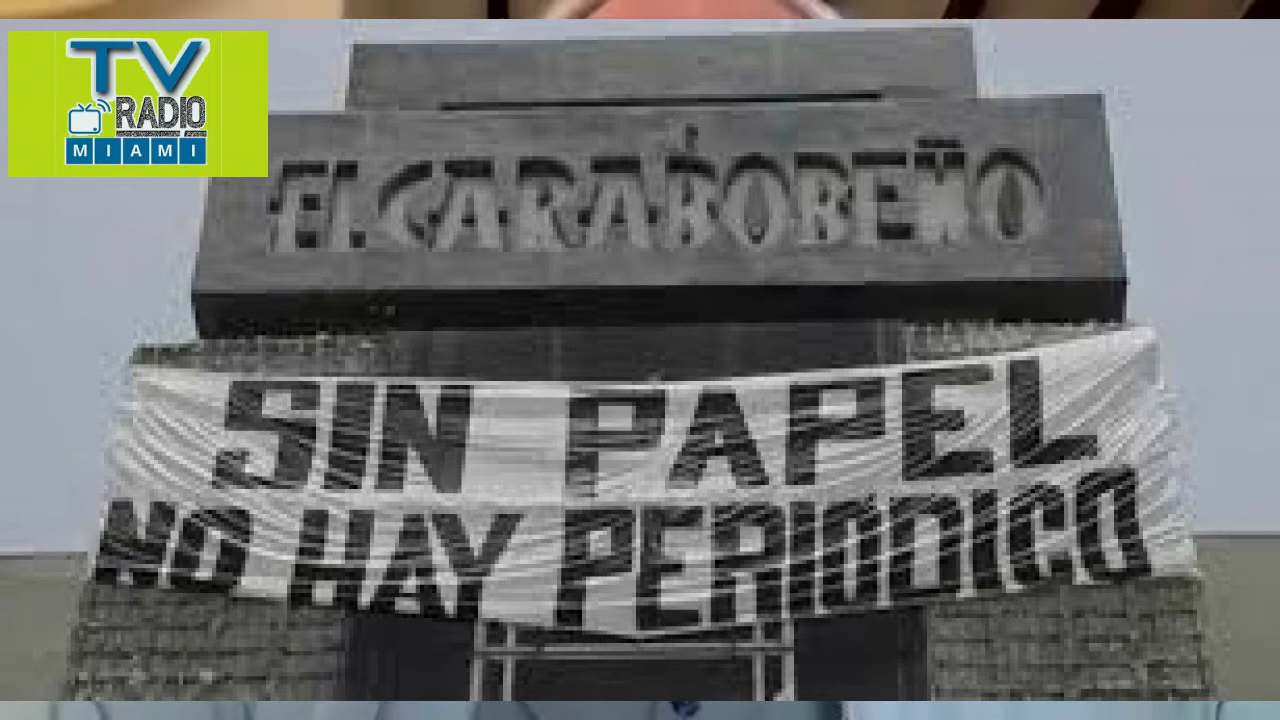 TV
RADIO
MIAMI
EL CARABOBEÑO
SIN PAPEL
NO HAY PERIODICO